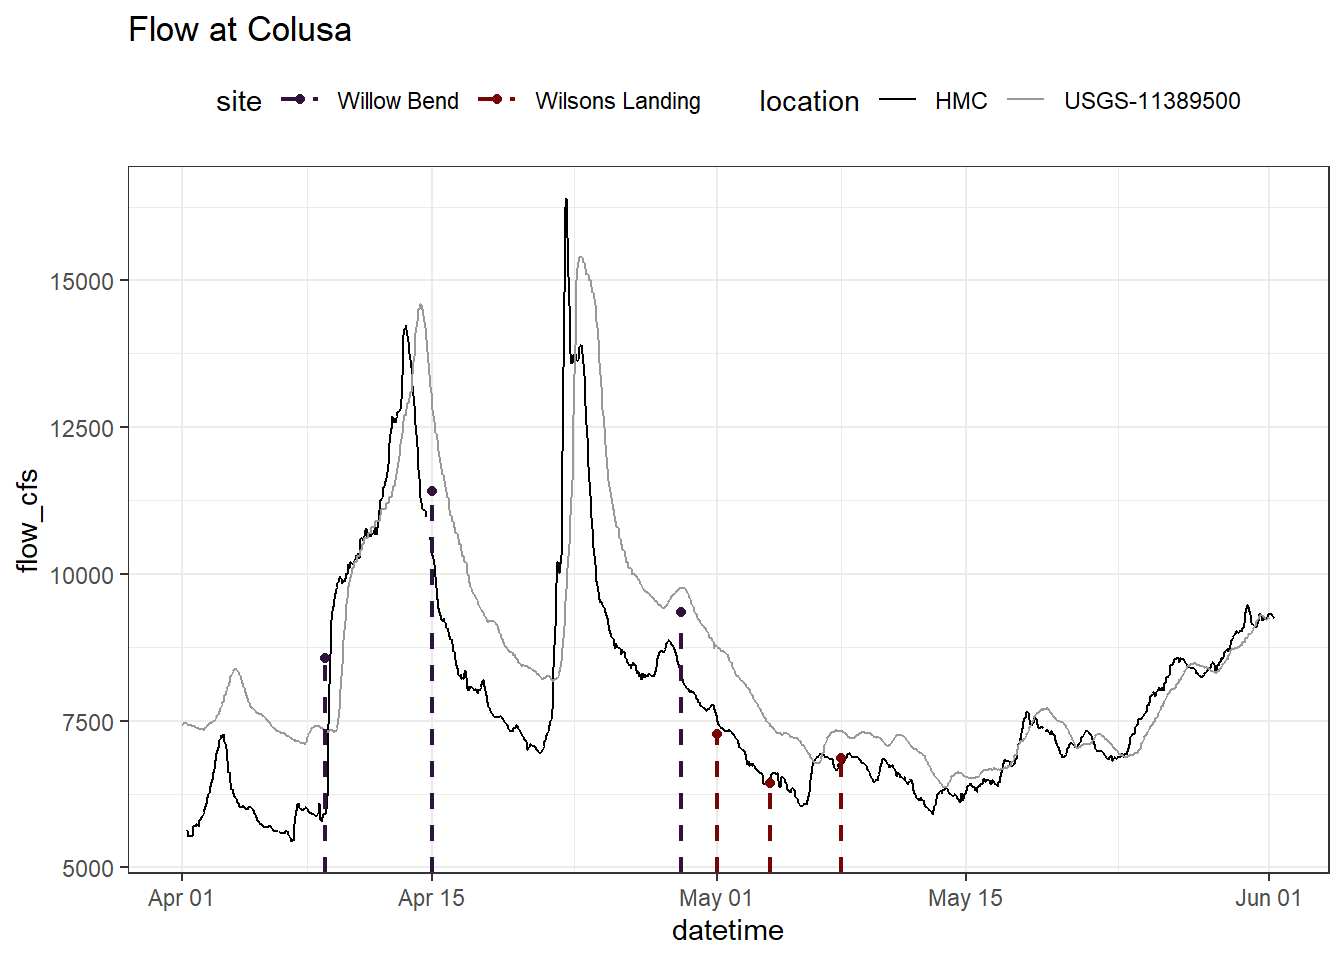 Flow at Colusa
site Willow Bend Wilsons Landing location HMC USGS-11389500
15000
12500
10000
7500
5000
flow_cfs
Apr 01 Apr 15 May 01 May 15 Jun 01
datetime